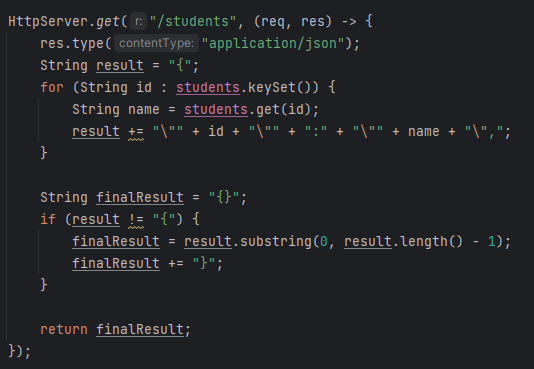 HttpServer.get( r: "/students", (req, res) -> {
    res.type( contentType: "application/json");
    String result = "{";
    for (String id : students.keySet()) {
        String name = students.get(id);
        result += "\"" + id + "\"" + ":" + "\"" + name + "\",";
    }

    String finalResult = "{}";
    if (result != "{") {
        finalResult = result.substring(0, result.length() - 1);
        finalResult += "}";
    }

    return finalResult;
});